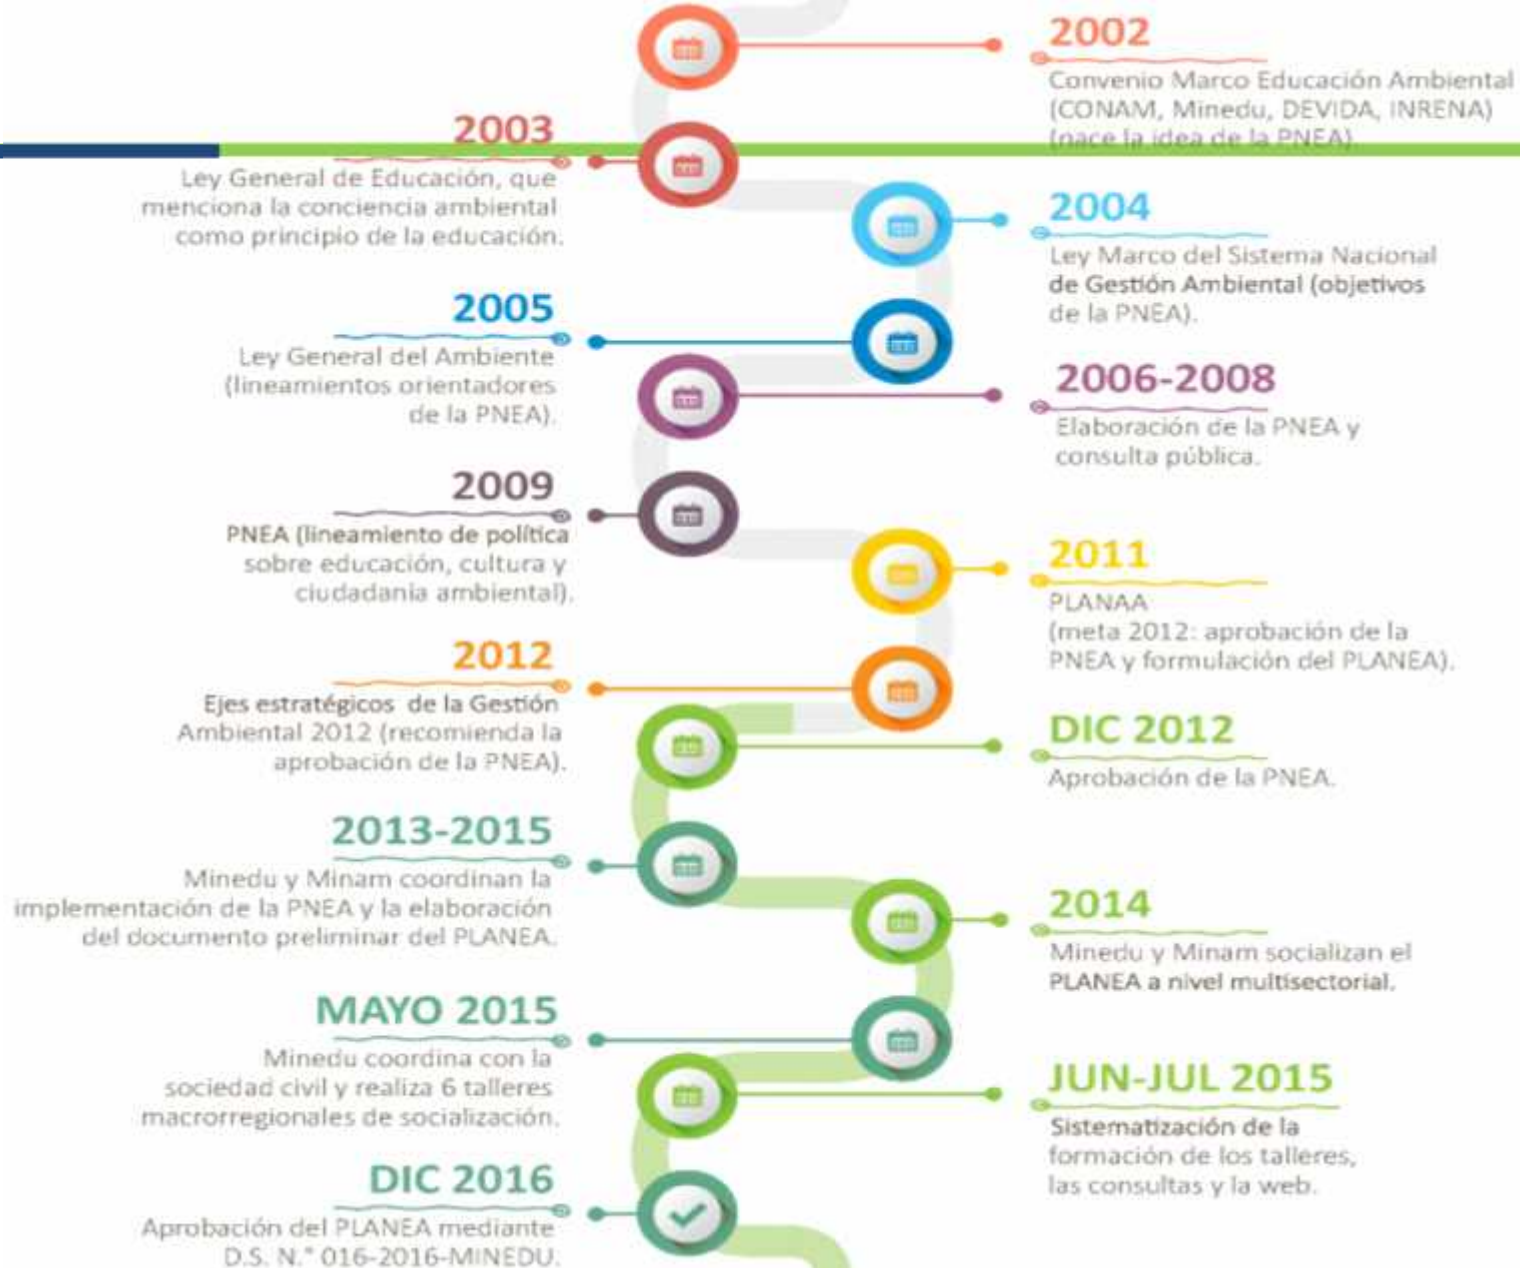 2002
Convenio Marco Educación Ambiental
(CONAM, Minedu, DEVIDA, INRENA)
(nace la idea de la PNEA)
2003
Ley General de Educación, que
menciona la conciencia ambiental
como principio de la educación.
2004
Ley Marco del Sistema Nacional
de Gestión Ambiental (objetivos
de la PNEA).
2005
Ley General del Ambiente
(lineamientos orientadores
de la PNEA).
2006-2008
Elaboración de la PNEA y
consulta pública.
2009
PNEA (lineamiento de política
sobre educación, cultura y
ciudadanía ambiental).
2011
PLANAA
(meta 2012: aprobación de la
PNEA y formulación del PLANEA).
2012
Ejes estratégicos de la Gestión
Ambiental 2012 (recomienda la
aprobación de la PNEA).
DIC 2012
Aprobación de la PNEA.
2013-2015
Minedu y Minam coordinan la
implementación de la PNEA y la elaboración
del documento preliminar del PLANEA.
2014
Minedu y Minam socializan el
PLANEA a nivel multisectorial.
MAYO 2015
Minedu coordina con la
sociedad civil y realiza 6 talleres
macrorregionales de socialización.
JUN-JUL 2015
Sistematización de la
formación de los talleres,
las consultas y la web.
DIC 2016
Aprobación del PLANEA mediante
D.S. N.° 016-2016-MINEDU.